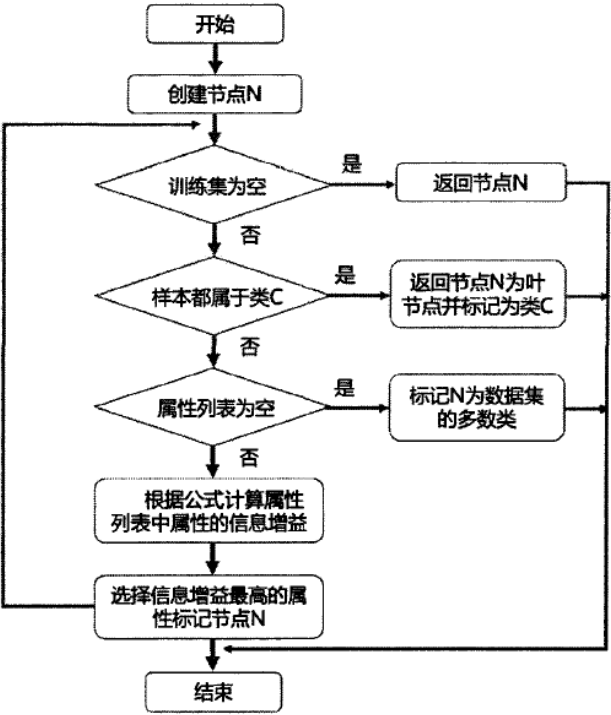 开始
创建节点N
训练集为空
是
返回节点N
否
样本都属于类C
是
返回节点N为叶
节点并标记为类C
否
属性列表为空
是
标记N为数据集
的多数类
否
根据公式计算属性
列表中属性的信息增益
选择信息增益最高的属
性标记节点N
结束